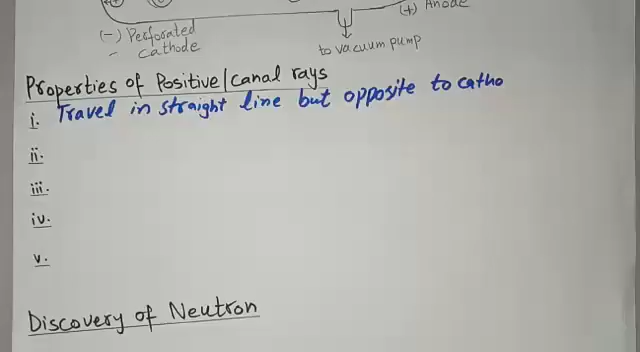 (+) Anode
(-) Perforated
cathode
to vacuum pump
Properties of Positive/Canal rays
i. Travel in straight line but opposite to catho
ii.
iii.
iv.
v.
Discovery of Neutron